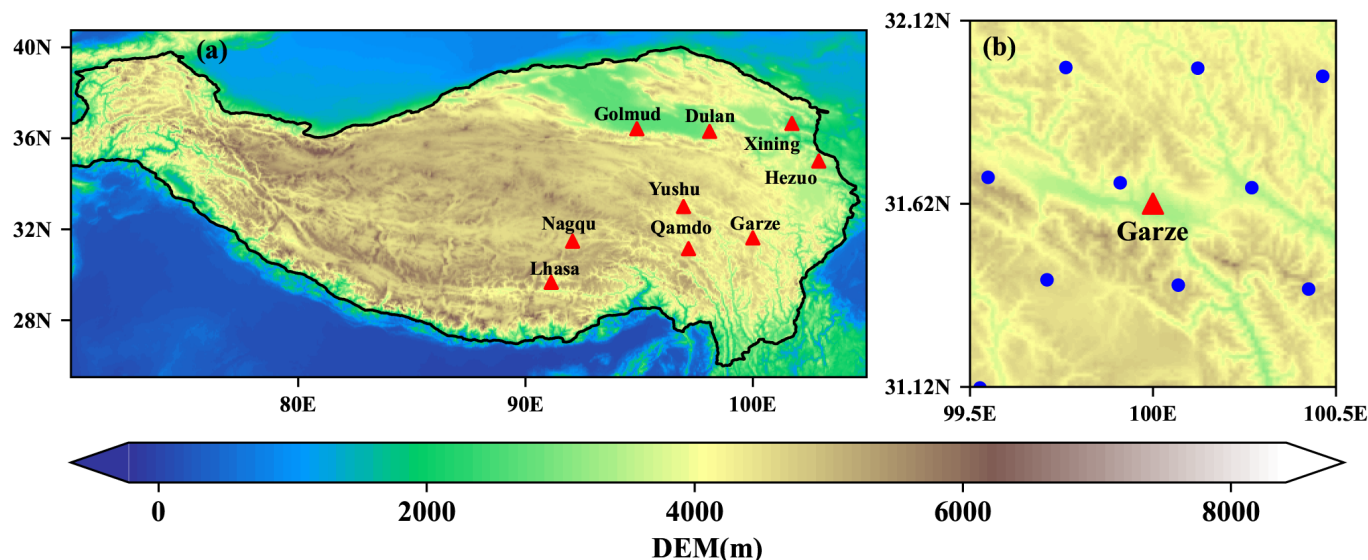 (a)
40N
36N
32N
28N
80E
90E
100E
Golmud
Dulan
Xining
Hezuo
Yushu
Nagqu
Qamdo
Garze
Lhasa
(b)
32.12N
31.62N
31.12N
99.5E
100E
100.5E
Garze
0
2000
4000
6000
8000
DEM(m)